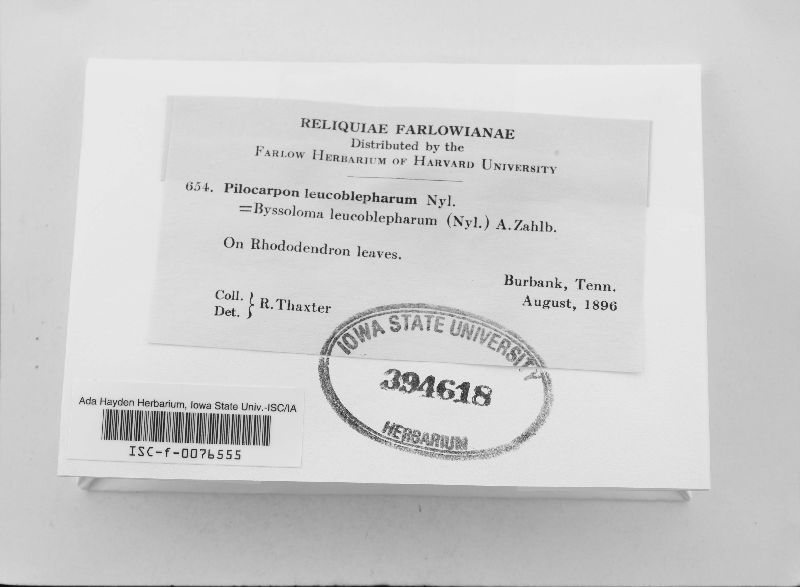 RELIQUIAE FARLOWIANAE
Distributed by the
FARLOW HERBARIUM OF HARVARD UNIVERSITY
654. Pilocarpon leucoblepharum Nyl.
=Byssoloma leucoblepharum (Nyl.) A.Zahlb.
On Rhododendron leaves.
Burbank, Tenn.
August, 1896
Coll. } R. Thaxter
Det.
IOWA STATE UNIVERSITY
394618
HERBARIUM
Ada Hayden Herbarium, Iowa State Univ.-ISC/IA
ISC-f-0076555